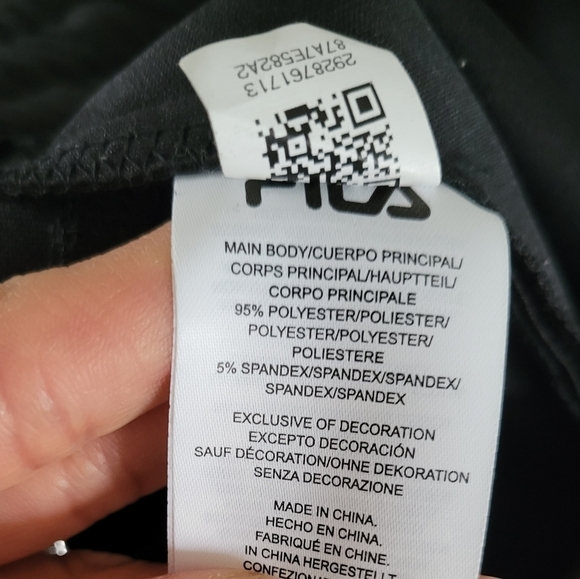 2928761713
87A7E582A2
FILA
MAIN BODY/CUERPO PRINCIPAL/
CORPS PRINCIPAL/HAUPTTEIL/
CORPO PRINCIPALE
95% POLYESTER/POLIESTER/
POLYESTER/POLYESTER/
POLIESTERE
5% SPANDEX/SPANDEX/SPANDEX/
SPANDEX/SPANDEX
EXCLUSIVE OF DECORATION
EXCEPTO DECORACIÓN
SAUF DÉCORATION/OHNE DEKORATION
SENZA DECORAZIONE
MADE IN CHINA.
HECHO EN CHINA.
FABRIQUÉ EN CHINE.
IN CHINA HERGESTELLT.